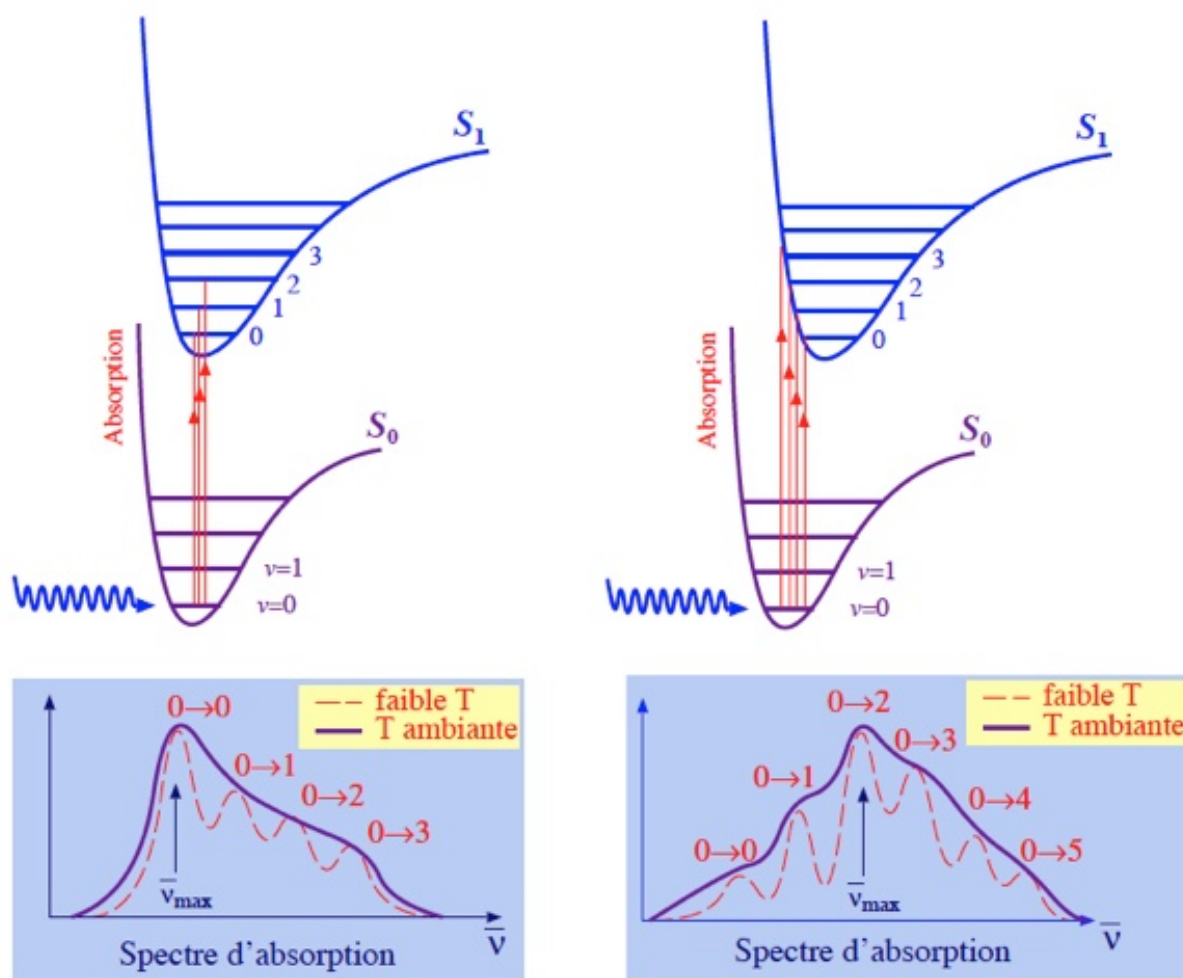 S₁
3
2
1
0
Absorption
S₀
v=1
v=0
faible T
T ambiante
0→0
0→1
0→2
0→3
ν̅max
ν̅
Spectre d’absorption
S₁
3
2
1
0
Absorption
S₀
v=1
v=0
faible T
T ambiante
0→2
0→3
0→1
0→4
0→0
0→5
ν̅max
ν̅
Spectre d’absorption